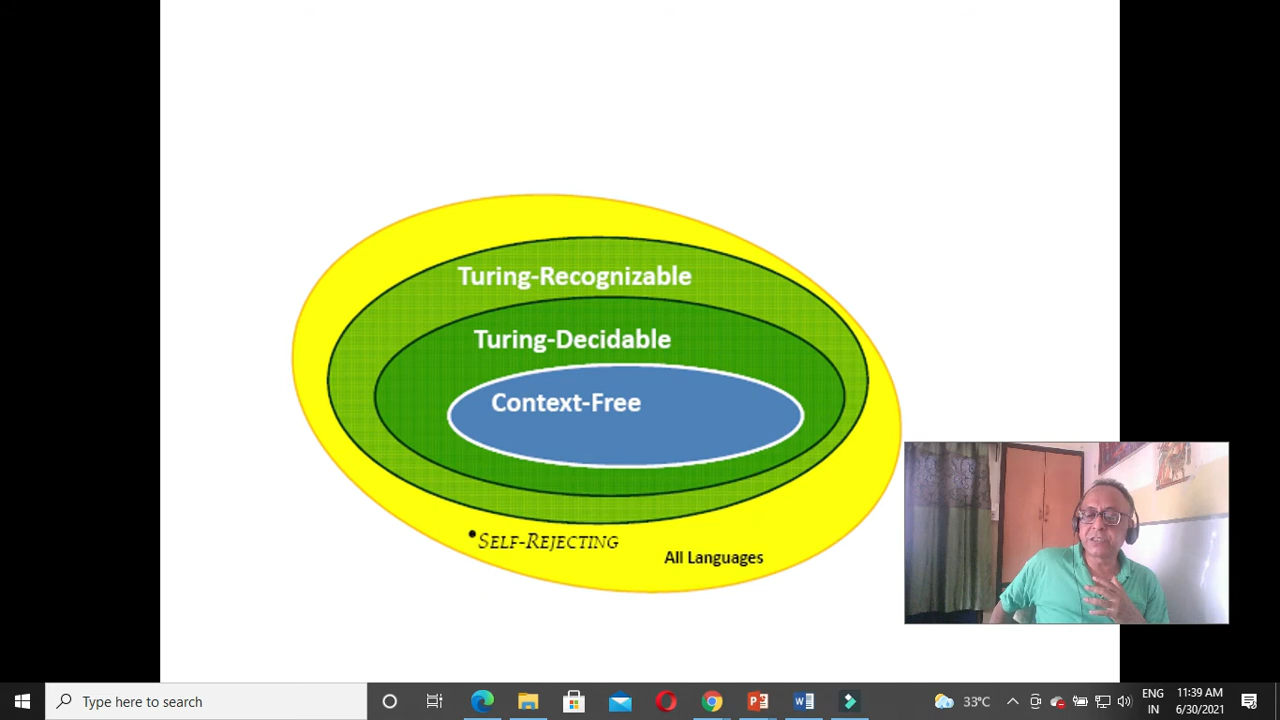 Turing-Recognizable
Turing-Decidable
Context-Free
•SELF-REJECTING
All Languages
Type here to search
33°C
ENG
IN
11:39 AM
6/30/2021